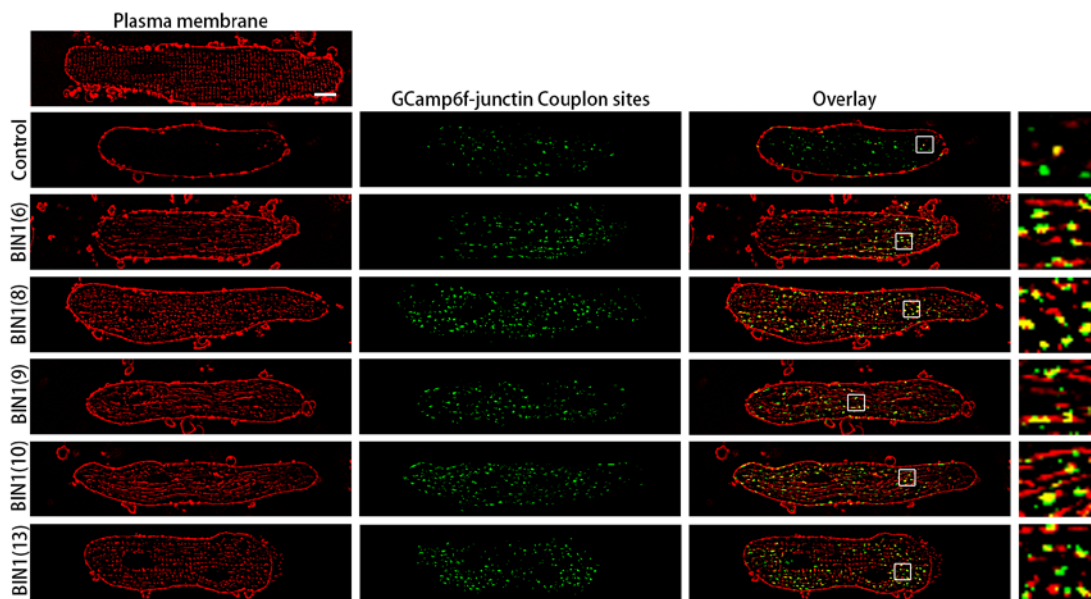 Plasma membrane
GCamp6f-junctin Couplon sites
Overlay
Control
BIN1(6)
BIN1(8)
BIN1(9)
BIN1(10)
BIN1(13)